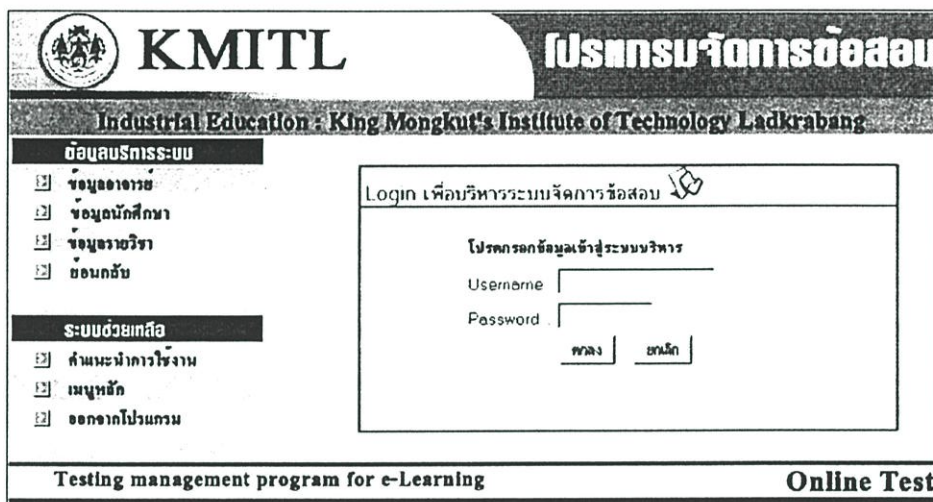 KMITL
โปรแกรมจัดการข้อสอบ
Industrial Education : King Mongkut's Institute of Technology Ladkrabang
ข้อมูลบริหารระบบ
ข้อมูลอาจารย์
ข้อมูลนักศึกษา
ข้อมูลรายวิชา
ย้อนกลับ
ระบบช่วยเหลือ
คำแนะนำการใช้งาน
เมนูหลัก
ออกจากโปรแกรม
Login เพื่อบริหารระบบจัดการข้อสอบ
โปรดกรอกข้อมูลเข้าสู่ระบบบริหาร
Username
Password
ตกลง ยกเลิก
Testing management program for e-Learning
Online Test